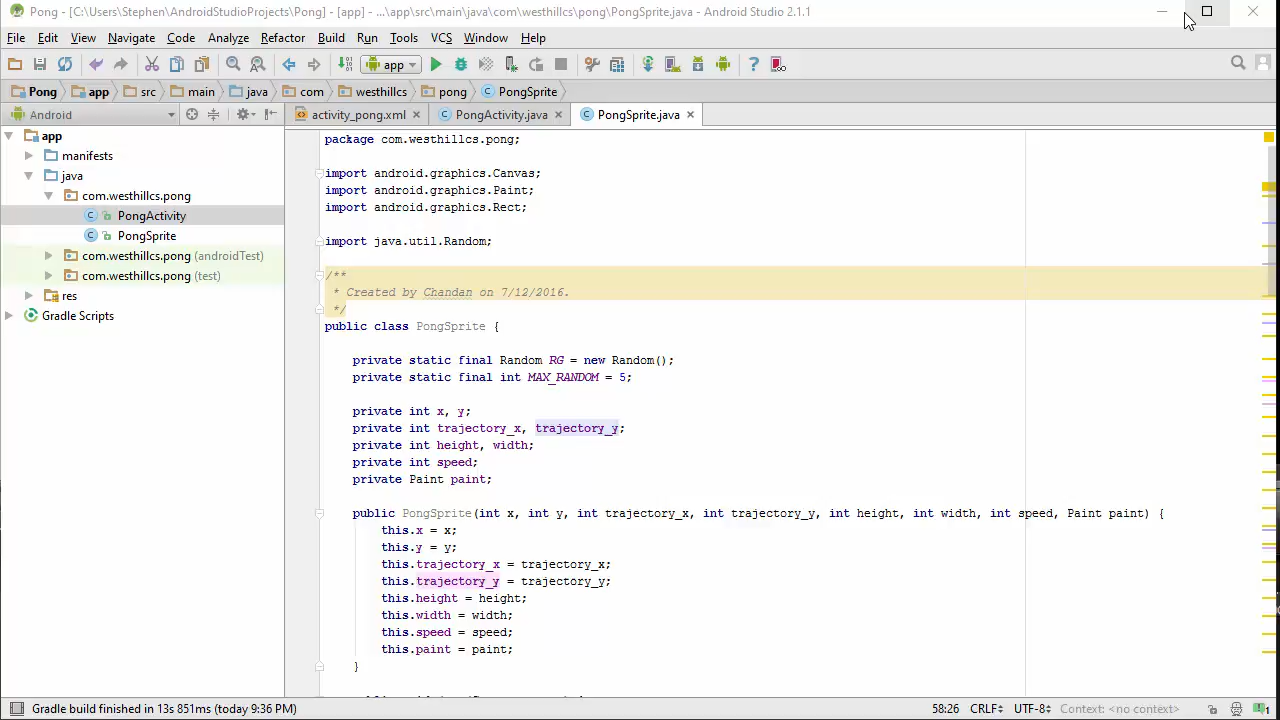 Pong - [C:\Users\Stephen\AndroidStudioProjects\Pong] - [app] - ...\app\src\main\java\com\westhillcs\pong\PongSprite.java - Android Studio 2.1.1
File Edit View Navigate Code Analyze Refactor Build Run Tools VCS Window Help
app
Pong app src main java com westhillcs pong PongSprite
Android
activity_pong.xml PongActivity.java PongSprite.java
app
manifests
java
com.westhillcs.pong
PongActivity
PongSprite
com.westhillcs.pong (androidTest)
com.westhillcs.pong (test)
res
Gradle Scripts
package com.westhillcs.pong;
import android.graphics.Canvas;
import android.graphics.Paint;
import android.graphics.Rect;
import java.util.Random;
/**
* Created by Chandan on 7/12/2016.
*/
public class PongSprite {
private static final Random RG = new Random();
private static final int MAX_RANDOM = 5;
private int x, y;
private int trajectory_x, trajectory_y;
private int height, width;
private int speed;
private Paint paint;
public PongSprite(int x, int y, int trajectory_x, int trajectory_y, int height, int width, int speed, Paint paint) {
this.x = x;
this.y = y;
this.trajectory_x = trajectory_x;
this.trajectory_y = trajectory_y;
this.height = height;
this.width = width;
this.speed = speed;
this.paint = paint;
}
Gradle build finished in 13s 851ms (today 9:36 PM)
58:26 CRLF UTF-8 Context: <no context>
1